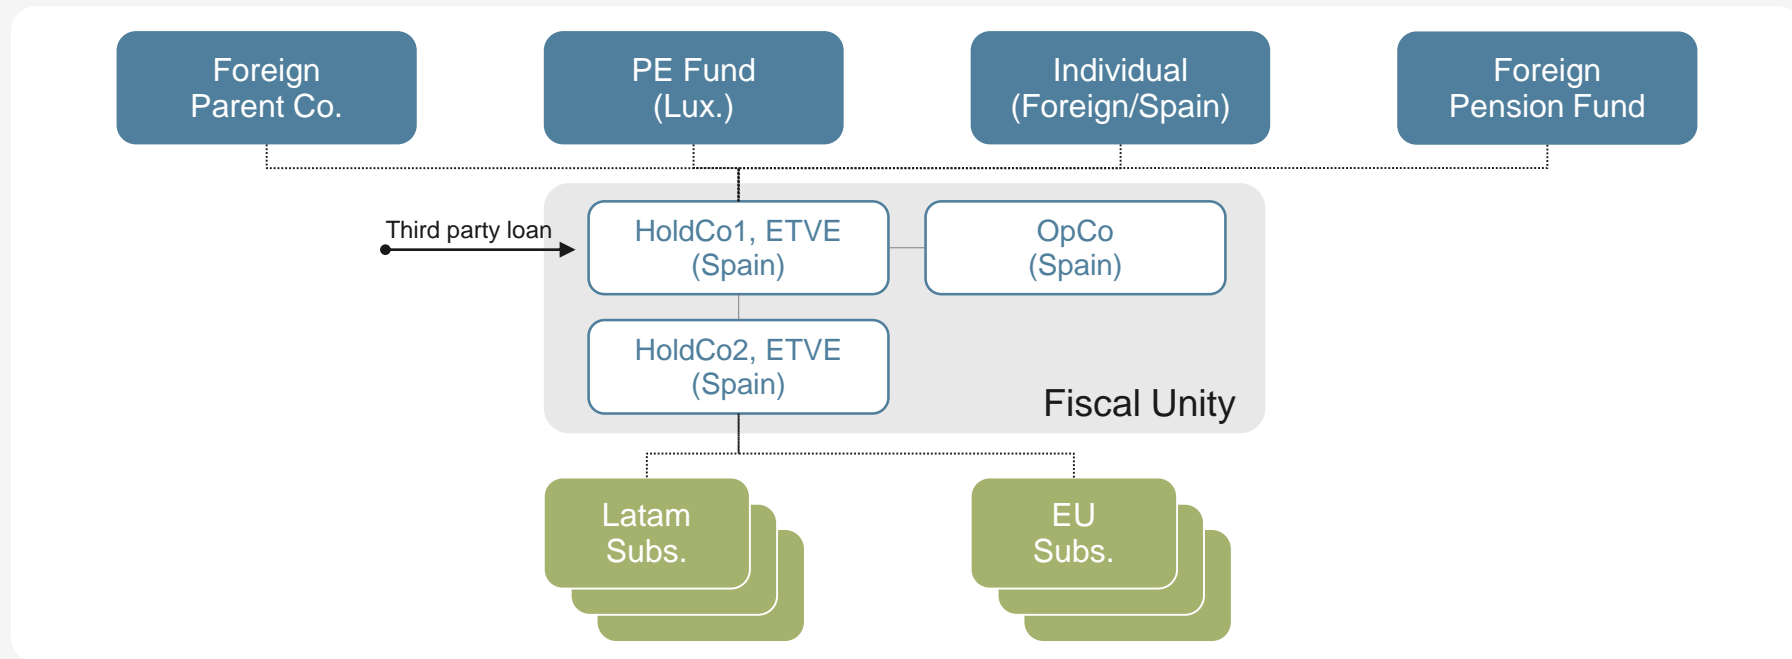 Foreign
Parent Co.
PE Fund
(Lux.)
Individual
(Foreign/Spain)
Foreign
Pension Fund
Third party loan
HoldCo1, ETVE
(Spain)
OpCo
(Spain)
HoldCo2, ETVE
(Spain)
Fiscal Unity
Latam
Subs.
EU
Subs.